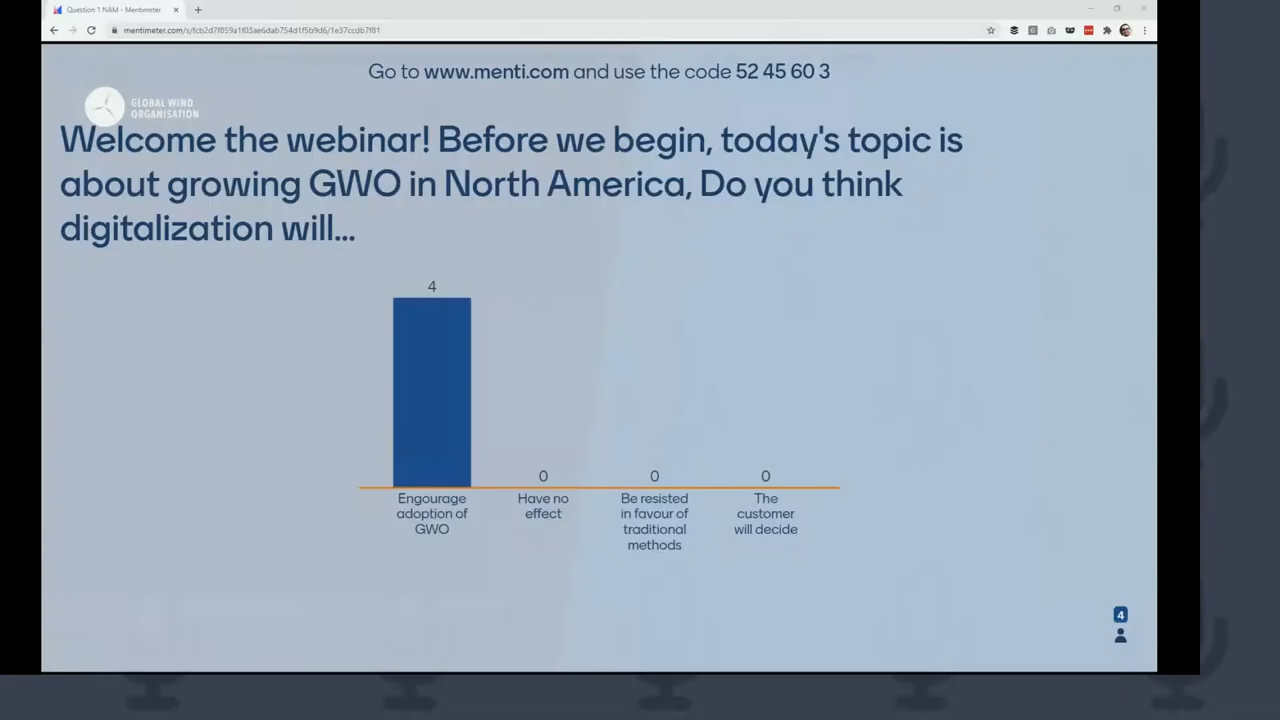 Question 1 NAM - Mentimeter
mentimeter.com/s/fcb2d7f859a1f03ae6dab754d1f5b9d6/1e37ccdb7f81
Go to www.menti.com and use the code 52 45 60 3
GLOBAL WIND
ORGANISATION
Welcome the webinar! Before we begin, today's topic is
about growing GWO in North America, Do you think
digitalization will...
4
0
0
0
Engourage
adoption of
GWO
Have no
effect
Be resisted
in favour of
traditional
methods
The
customer
will decide
4